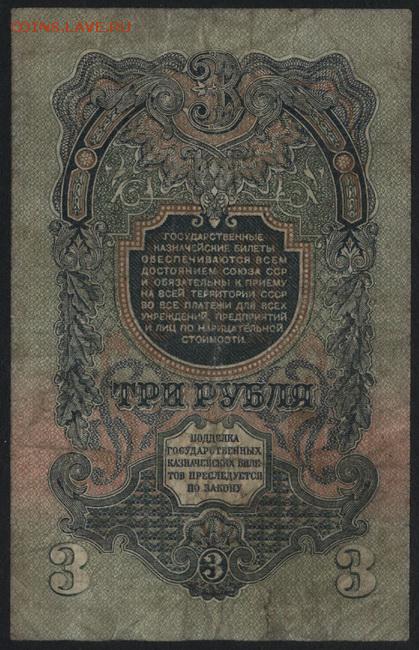 COINS.LAVE.RU
3
ГОСУДАРСТВЕННЫЕ
КАЗНАЧЕЙСКИЕ БИЛЕТЫ
ОБЕСПЕЧИВАЮТСЯ ВСЕМ
ДОСТОЯНИЕМ СОЮЗА ССР
И ОБЯЗАТЕЛЬНЫ К ПРИЕМУ
НА ВСЕЙ ТЕРРИТОРИИ СССР
ВО ВСЕ ПЛАТЕЖИ ДЛЯ ВСЕХ
УЧРЕЖДЕНИЙ, ПРЕДПРИЯТИЙ
И ЛИЦ ПО НАРИЦАТЕЛЬНОЙ
СТОИМОСТИ.
ТРИ РУБЛЯ
ПОДДЕЛКА
ГОСУДАРСТВЕННЫХ
КАЗНАЧЕЙСКИХ БИЛЕ-
ТОВ ПРЕСЛЕДУЕТСЯ
ПО ЗАКОНУ
3 3 3